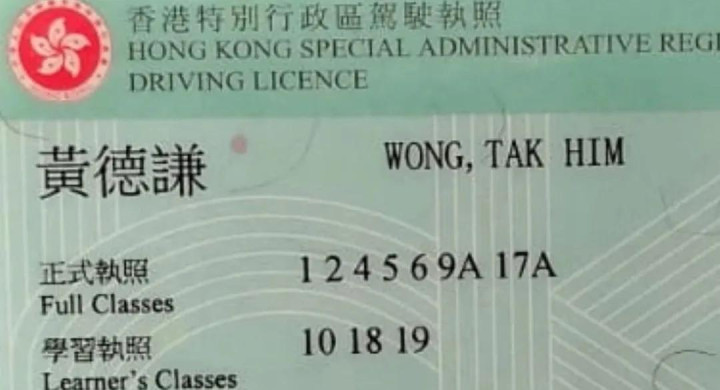 香港特別行政區駕駛執照
HONG KONG SPECIAL ADMINISTRATIVE REGI
DRIVING LICENCE
黃德謙 WONG, TAK HIM
正式執照 1 2 4 5 6 9A 17A
Full Classes
學習執照 10 18 19
Learner's Classes